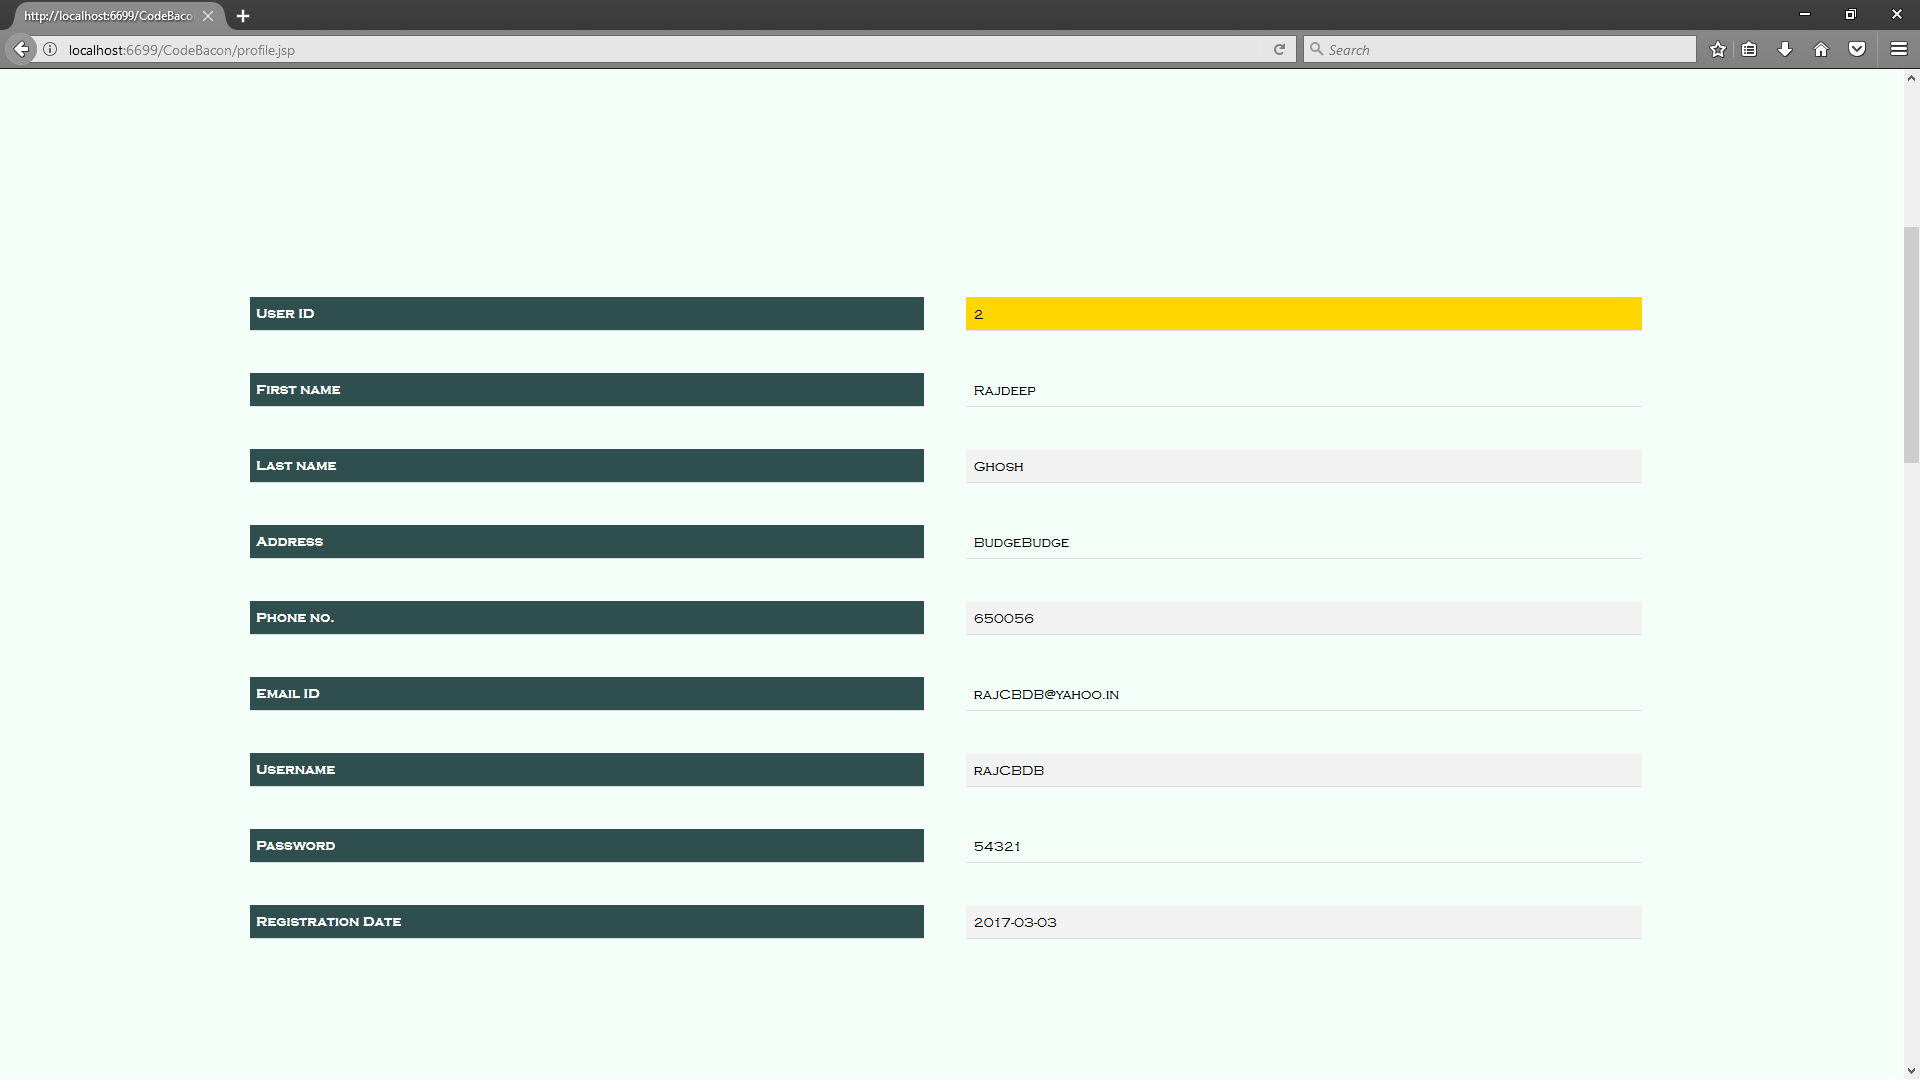 http://localhost:6699/CodeBaco
localhost:6699/CodeBacon/profile.jsp
Search
User ID 2
First name Rajdeep
Last name Ghosh
Address BudgeBudge
Phone no. 650056
Email ID rajCBDB@yahoo.in
Username rajCBDB
Password 54321
Registration Date 2017-03-03